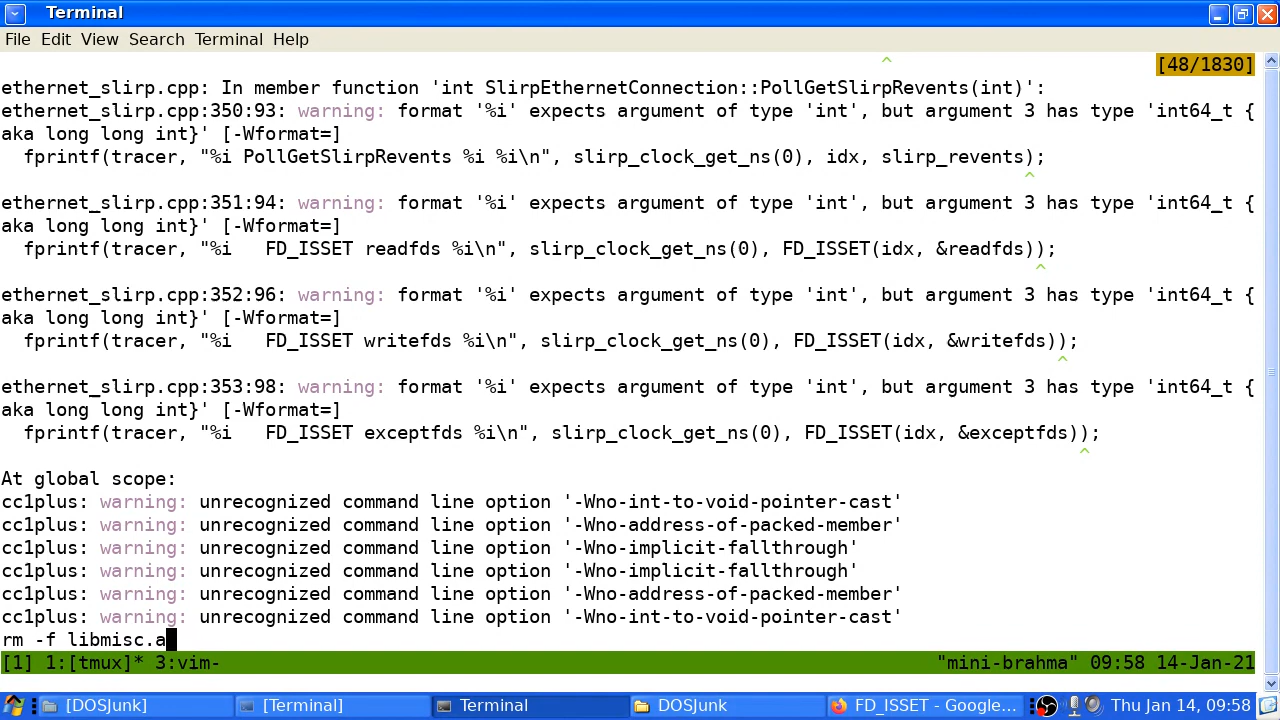 Terminal
File Edit View Search Terminal Help
[48/1830]
^
ethernet_slirp.cpp: In member function 'int SlirpEthernetConnection::PollGetSlirpRevents(int)':
ethernet_slirp.cpp:350:93: warning: format '%i' expects argument of type 'int', but argument 3 has type 'int64_t {
aka long long int}' [-Wformat=]
  fprintf(tracer, "%i PollGetSlirpRevents %i %i\n", slirp_clock_get_ns(0), idx, slirp_revents);
^
ethernet_slirp.cpp:351:94: warning: format '%i' expects argument of type 'int', but argument 3 has type 'int64_t {
aka long long int}' [-Wformat=]
  fprintf(tracer, "%i   FD_ISSET readfds %i\n", slirp_clock_get_ns(0), FD_ISSET(idx, &readfds));
^
ethernet_slirp.cpp:352:96: warning: format '%i' expects argument of type 'int', but argument 3 has type 'int64_t {
aka long long int}' [-Wformat=]
  fprintf(tracer, "%i   FD_ISSET writefds %i\n", slirp_clock_get_ns(0), FD_ISSET(idx, &writefds));
^
ethernet_slirp.cpp:353:98: warning: format '%i' expects argument of type 'int', but argument 3 has type 'int64_t {
aka long long int}' [-Wformat=]
  fprintf(tracer, "%i   FD_ISSET exceptfds %i\n", slirp_clock_get_ns(0), FD_ISSET(idx, &exceptfds));
^
At global scope:
cc1plus: warning: unrecognized command line option '-Wno-int-to-void-pointer-cast'
cc1plus: warning: unrecognized command line option '-Wno-address-of-packed-member'
cc1plus: warning: unrecognized command line option '-Wno-implicit-fallthrough'
cc1plus: warning: unrecognized command line option '-Wno-implicit-fallthrough'
cc1plus: warning: unrecognized command line option '-Wno-address-of-packed-member'
cc1plus: warning: unrecognized command line option '-Wno-int-to-void-pointer-cast'
rm -f libmisc.a
[1] 1:[tmux]* 3:vim- "mini-brahma" 09:58 14-Jan-21
[DOSJunk] [Terminal] Terminal DOSJunk FD_ISSET - Google... Thu Jan 14, 09:58